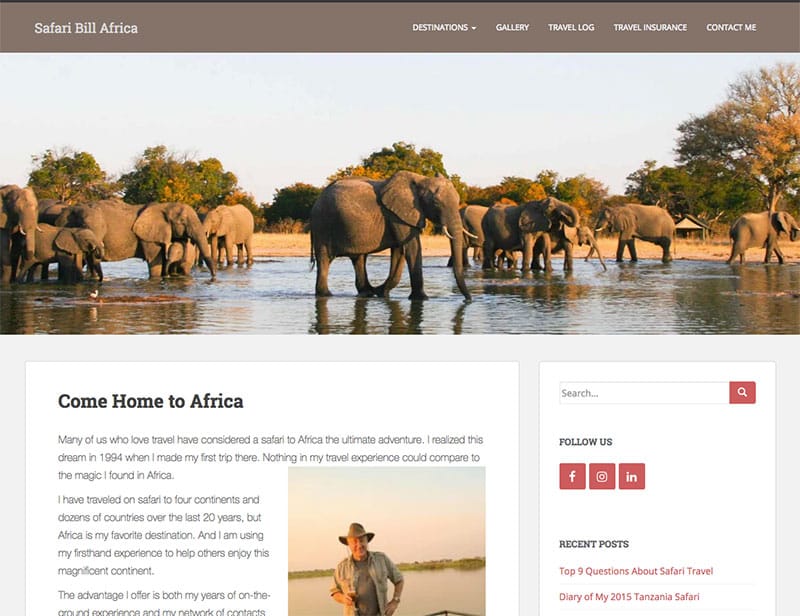 Safari Bill Africa
DESTINATIONS GALLERY TRAVEL LOG TRAVEL INSURANCE CONTACT ME
Come Home to Africa
Many of us who love travel have considered a safari to Africa the ultimate adventure. I realized this
dream in 1994 when I made my first trip there. Nothing in my travel experience could compare to
the magic I found in Africa.
I have traveled on safari to four continents and
dozens of countries over the last 20 years, but
Africa is my favorite destination. And I am using
my firsthand experience to help others enjoy this
magnificent continent.
The advantage I offer is both my years of on-the-
ground experience and my network of contacts
Search...
FOLLOW US
f
in
RECENT POSTS
Top 9 Questions About Safari Travel
Diary of My 2015 Tanzania Safari